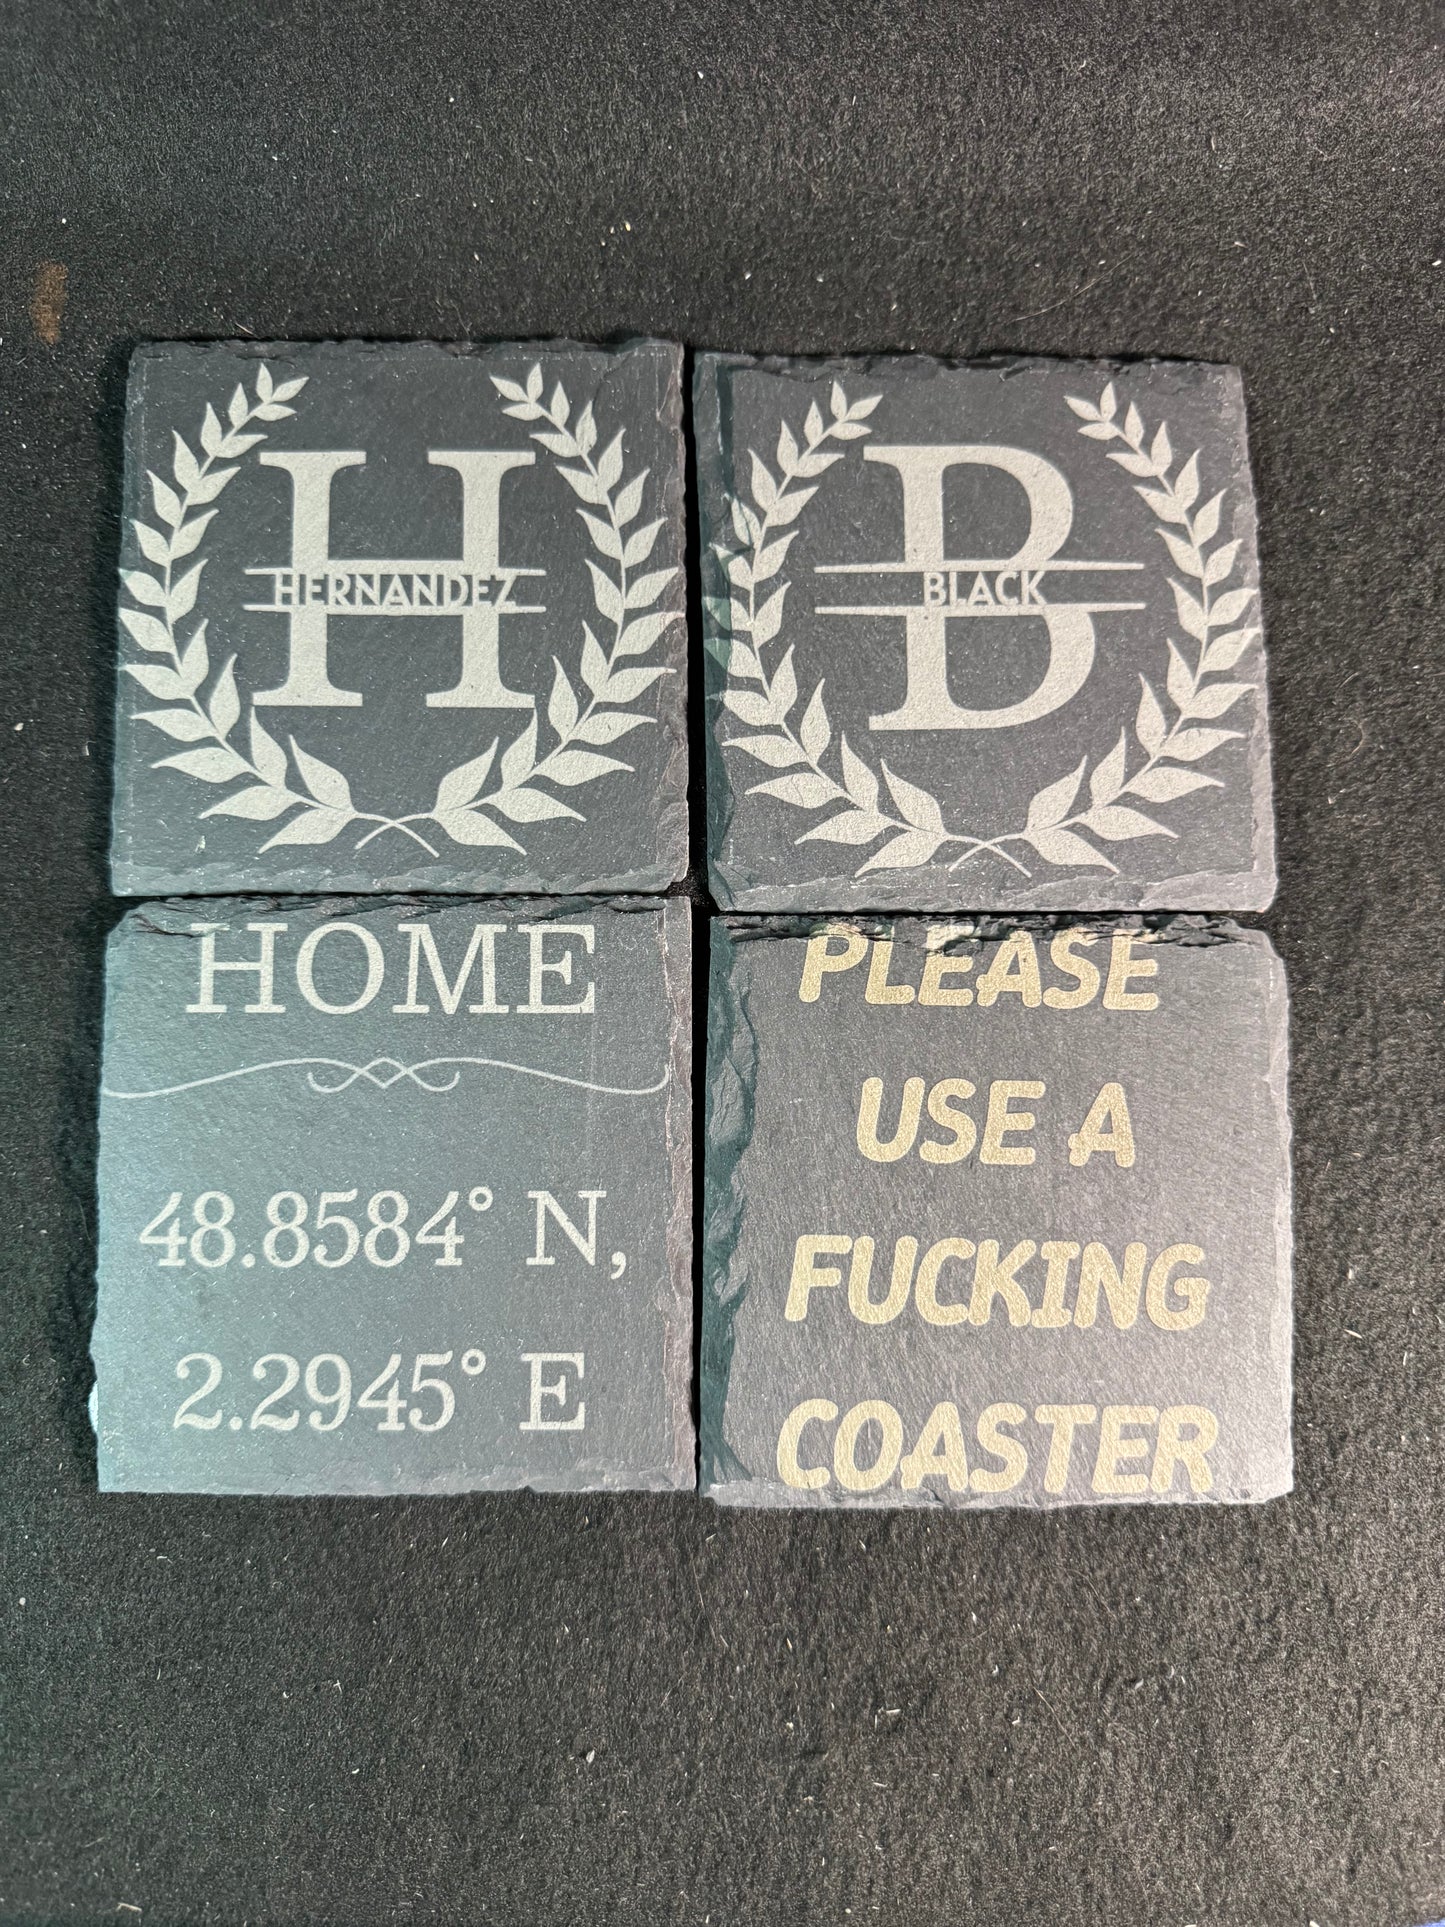 H
HERNANDEZ
B
BLACK
HOME
48.8584° N,
2.2945° E
PLEASE
USE A
FUCKING
COASTER